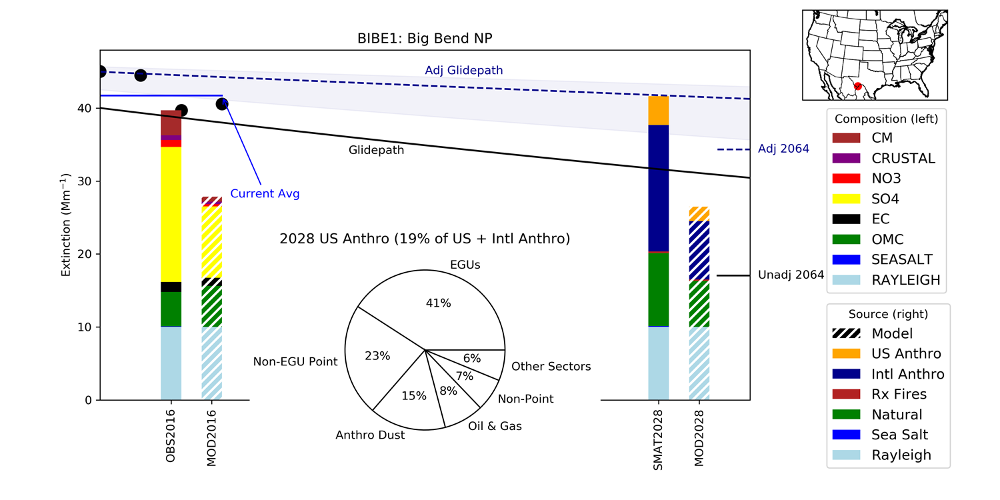 BIBE1: Big Bend NP
Extinction (Mm⁻¹)
40
30
20
10
0
Adj Glidepath
Glidepath
Current Avg
Adj 2064
Unadj 2064
2028 US Anthro (19% of US + Intl Anthro)
EGUs
41%
Non-EGU Point
23%
Anthro Dust
15%
Oil & Gas
8%
Non-Point
7%
Other Sectors
6%
OBS2016
MOD2016
SMAT2028
MOD2028
Composition (left)
CM
CRUSTAL
NO3
SO4
EC
OMC
SEASALT
RAYLEIGH
Source (right)
Model
US Anthro
Intl Anthro
Rx Fires
Natural
Sea Salt
Rayleigh